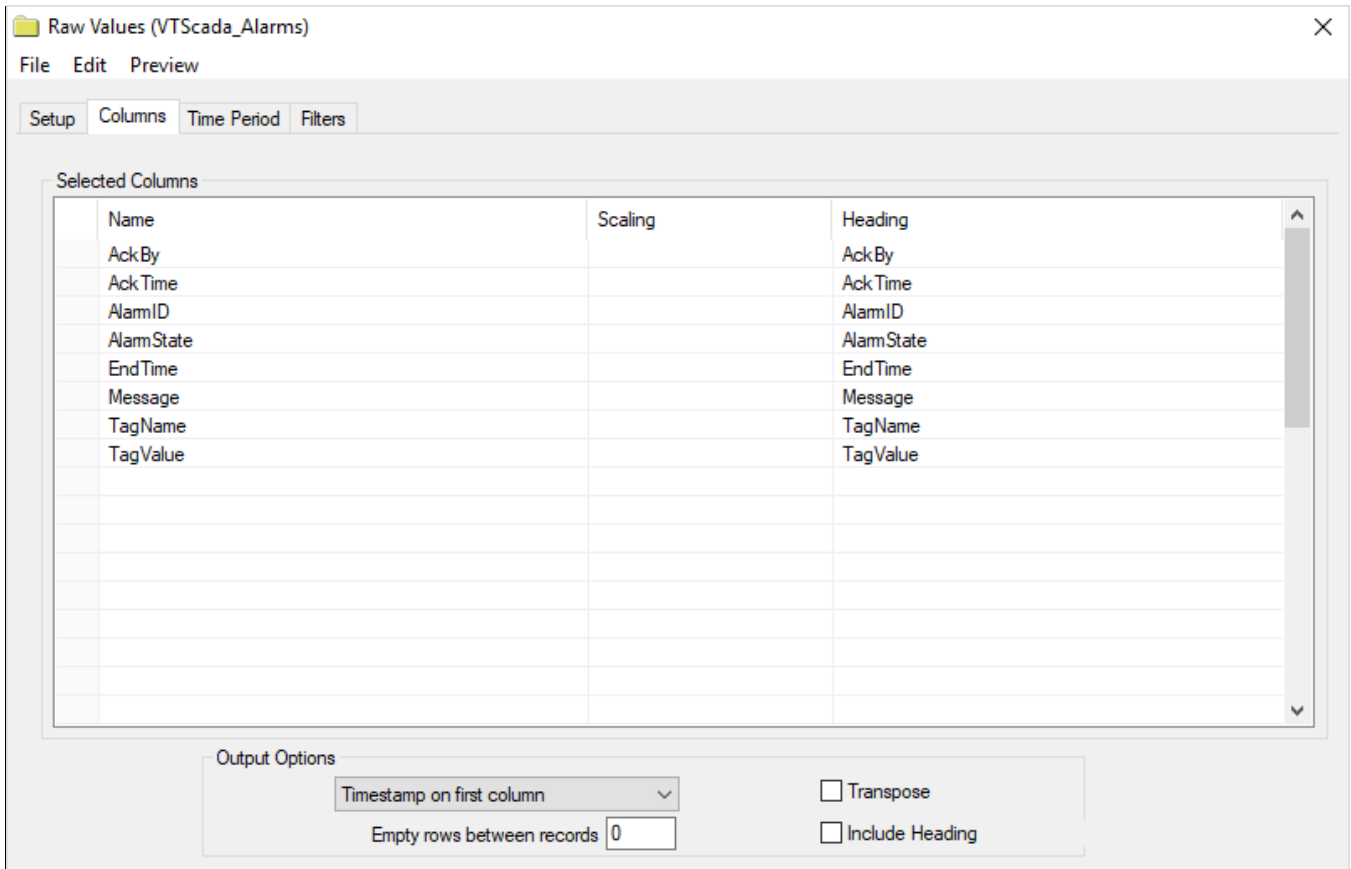 Raw Values (VTScada_Alarms)
File Edit Preview
Setup Columns Time Period Filters
Selected Columns
Name Scaling Heading
AckBy AckBy
AckTime AckTime
AlarmID AlarmID
AlarmState AlarmState
EndTime EndTime
Message Message
TagName TagName
TagValue TagValue
Output Options
Timestamp on first column Transpose
Empty rows between records 0 Include Heading